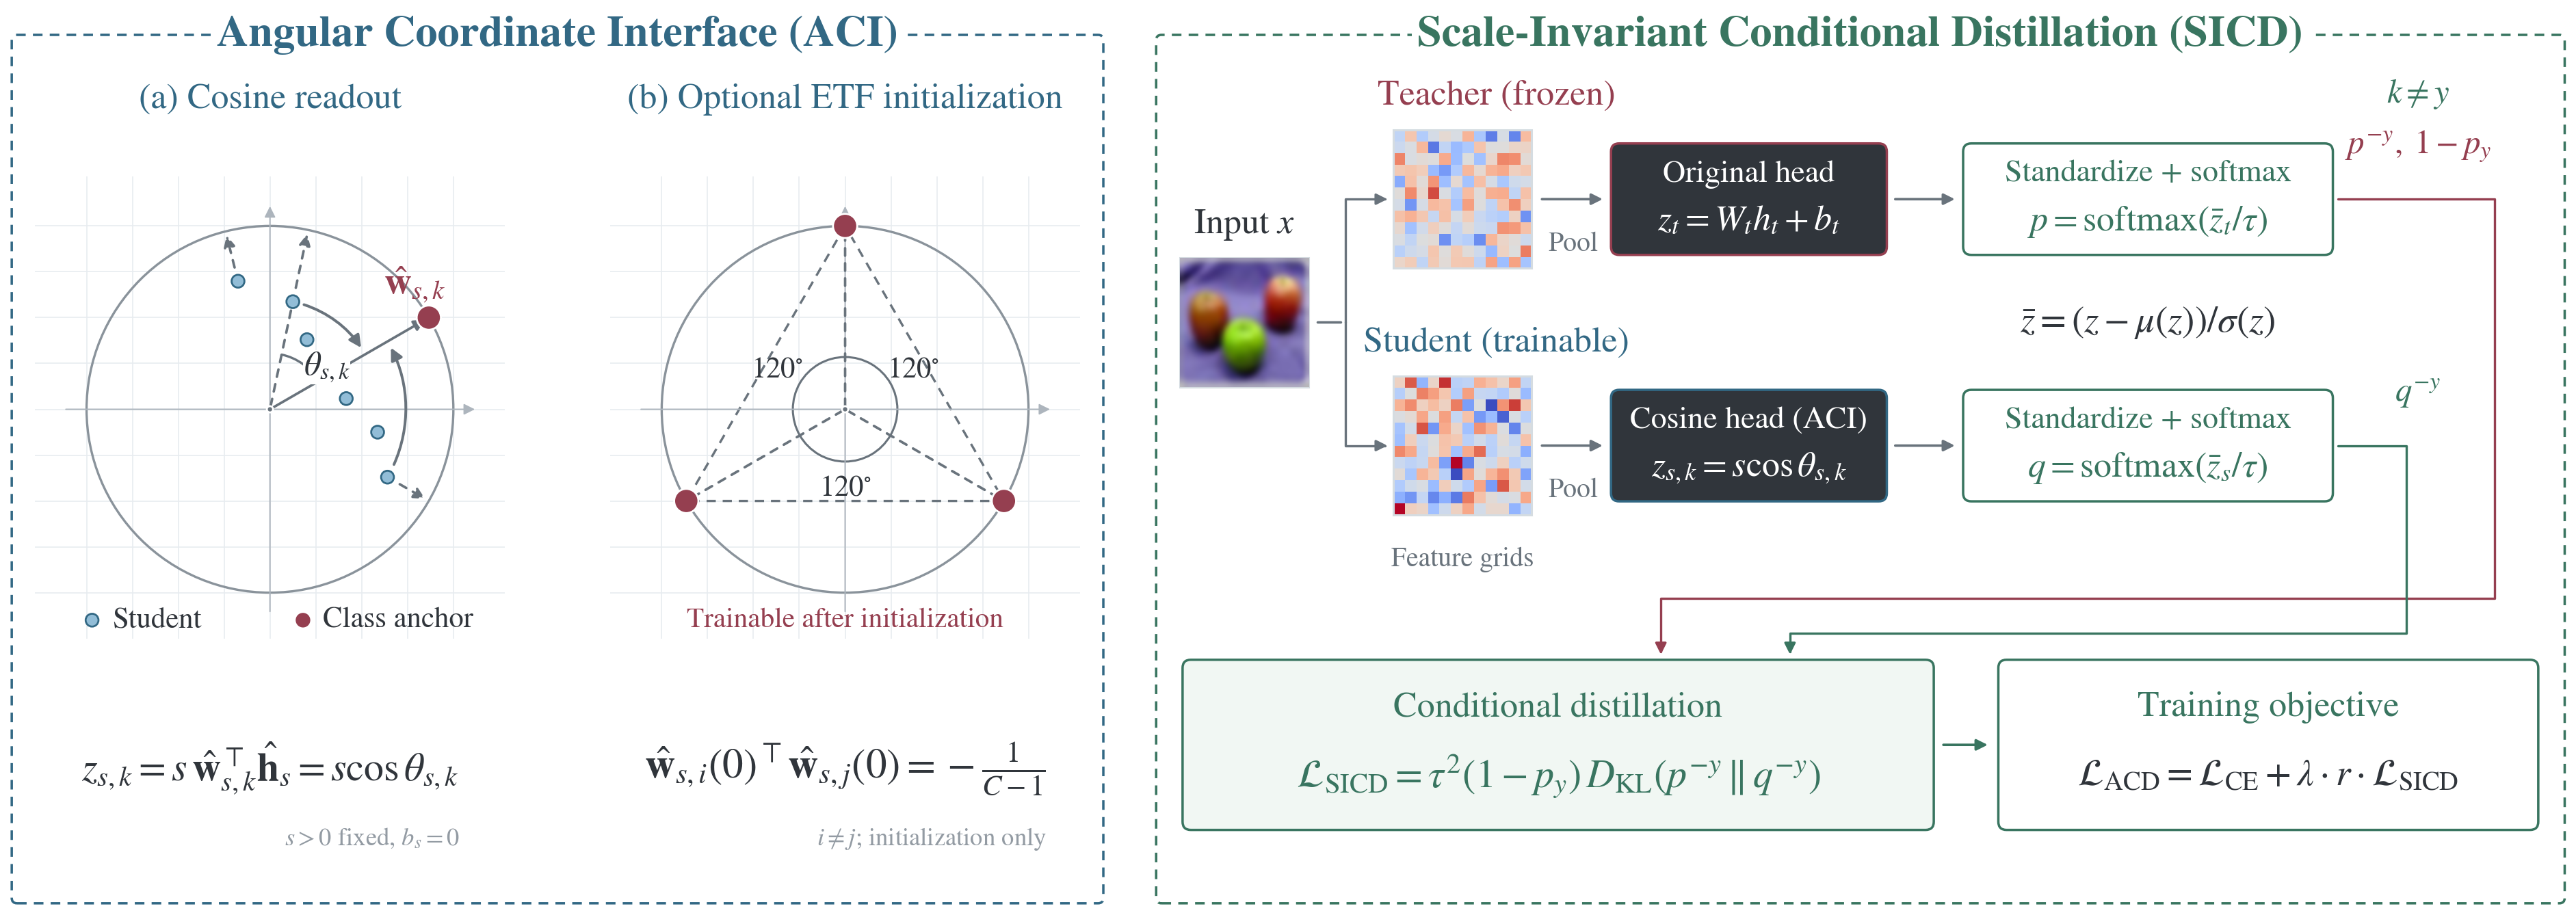 Angular Coordinate Interface (ACI)
(a) Cosine readout
(b) Optional ETF initialization
ŵ_{s,k}
θ_{s,k}
Student
Class anchor
120°
120°
120°
Trainable after initialization
z_{s,k} = s ŵ_{s,k}^⊤ ĥ_s = s cos θ_{s,k}
s > 0 fixed, b_s = 0
ŵ_{s,i}(0)^⊤ ŵ_{s,j}(0) = − 1/(C − 1)
i ≠ j; initialization only
Scale-Invariant Conditional Distillation (SICD)
Input x
Teacher (frozen)
Pool
Original head
z_t = W_t h_t + b_t
Standardize + softmax
p = softmax(z̄_t/τ)
k ≠ y
p^{−y}, 1 − p_y
z̄ = (z − μ(z))/σ(z)
Student (trainable)
Pool
Feature grids
Cosine head (ACI)
z_{s,k} = s cos θ_{s,k}
Standardize + softmax
q = softmax(z̄_s/τ)
q^{−y}
Conditional distillation
ℒ_SICD = τ²(1 − p_y) D_KL(p^{−y} ∥ q^{−y})
Training objective
ℒ_ACD = ℒ_CE + λ · r · ℒ_SICD